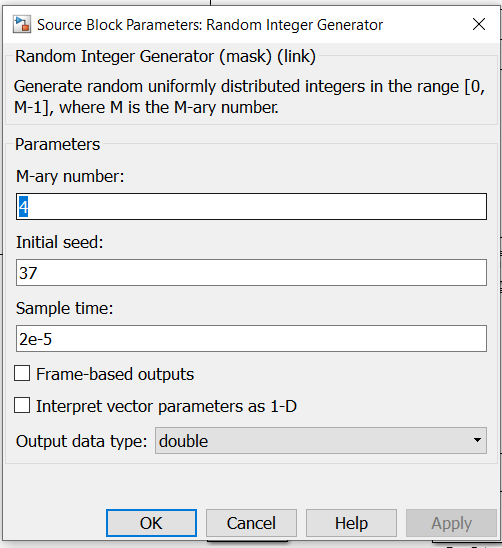 Source Block Parameters: Random Integer Generator
Random Integer Generator (mask) (link)
Generate random uniformly distributed integers in the range [0,
M-1], where M is the M-ary number.
Parameters
M-ary number:
4
Initial seed:
37
Sample time:
2e-5
Frame-based outputs
Interpret vector parameters as 1-D
Output data type: double
OK Cancel Help Apply